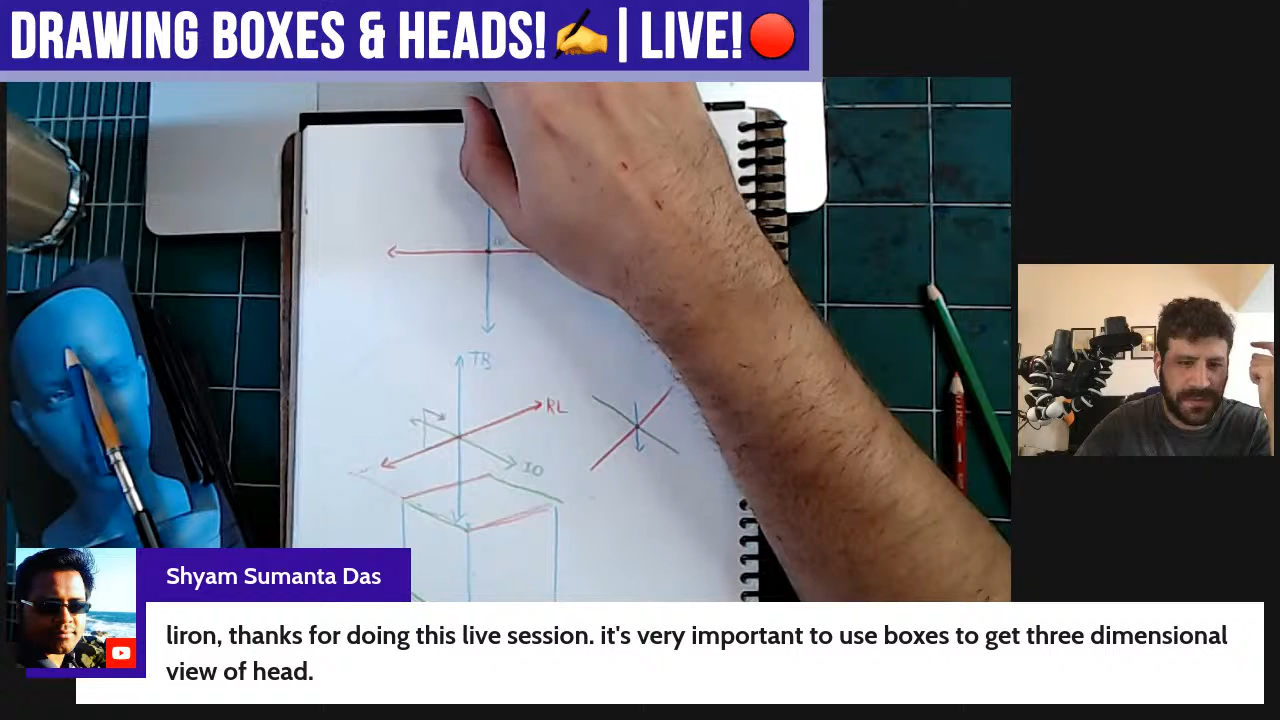 DRAWING BOXES & HEADS!✍️| LIVE!🔴
TB
RL
IO
Shyam Sumanta Das
liron, thanks for doing this live session. it's very important to use boxes to get three dimensional
view of head.